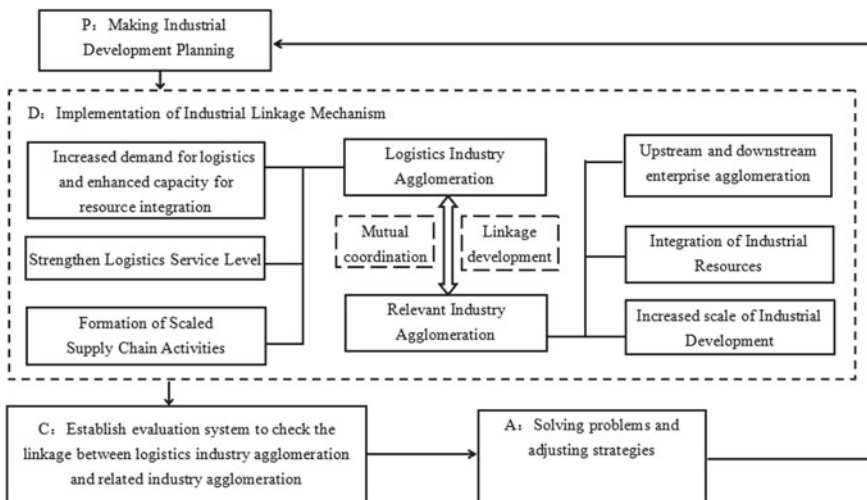 P：Making Industrial
Development Planning
D：Implementation of Industrial Linkage Mechanism
Increased demand for logistics
and enhanced capacity for
resource integration
Strengthen Logistics Service Level
Formation of Scaled
Supply Chain Activities
Logistics Industry
Agglomeration
Mutual
coordination
Linkage
development
Relevant Industry
Agglomeration
Upstream and downstream
enterprise agglomeration
Integration of Industrial
Resources
Increased scale of Industrial
Development
C：Establish evaluation system to check the
linkage between logistics industry agglomeration
and related industry agglomeration
A：Solving problems and
adjusting strategies